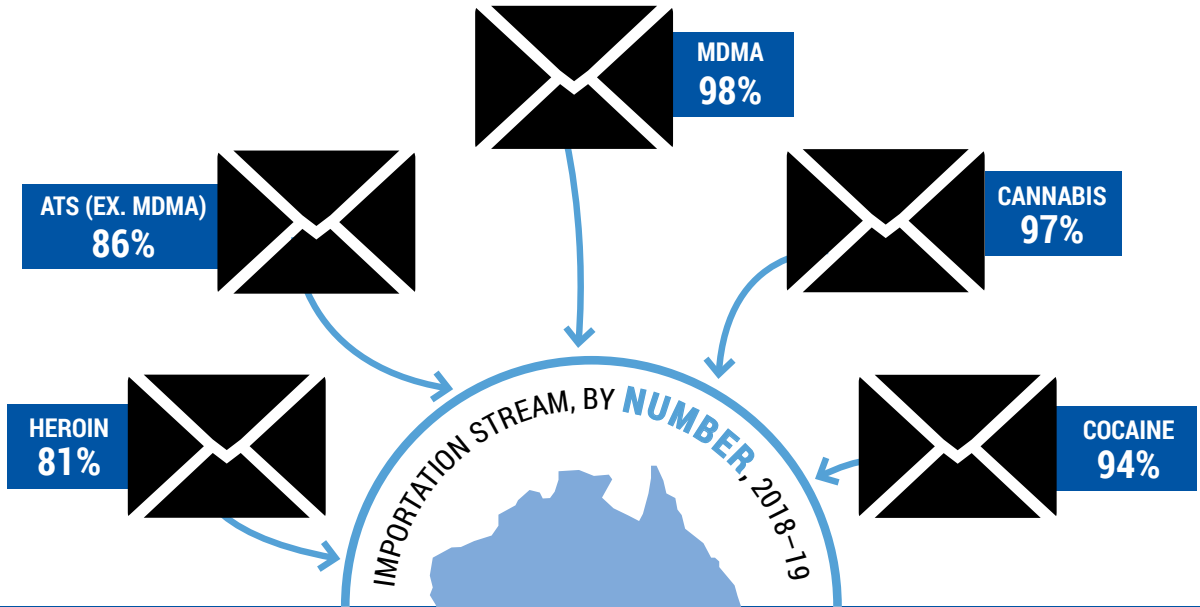 MDMA
98%
ATS (EX. MDMA)
86%
CANNABIS
97%
HEROIN
81%
COCAINE
94%
IMPORTATION STREAM, BY NUMBER, 2018–19